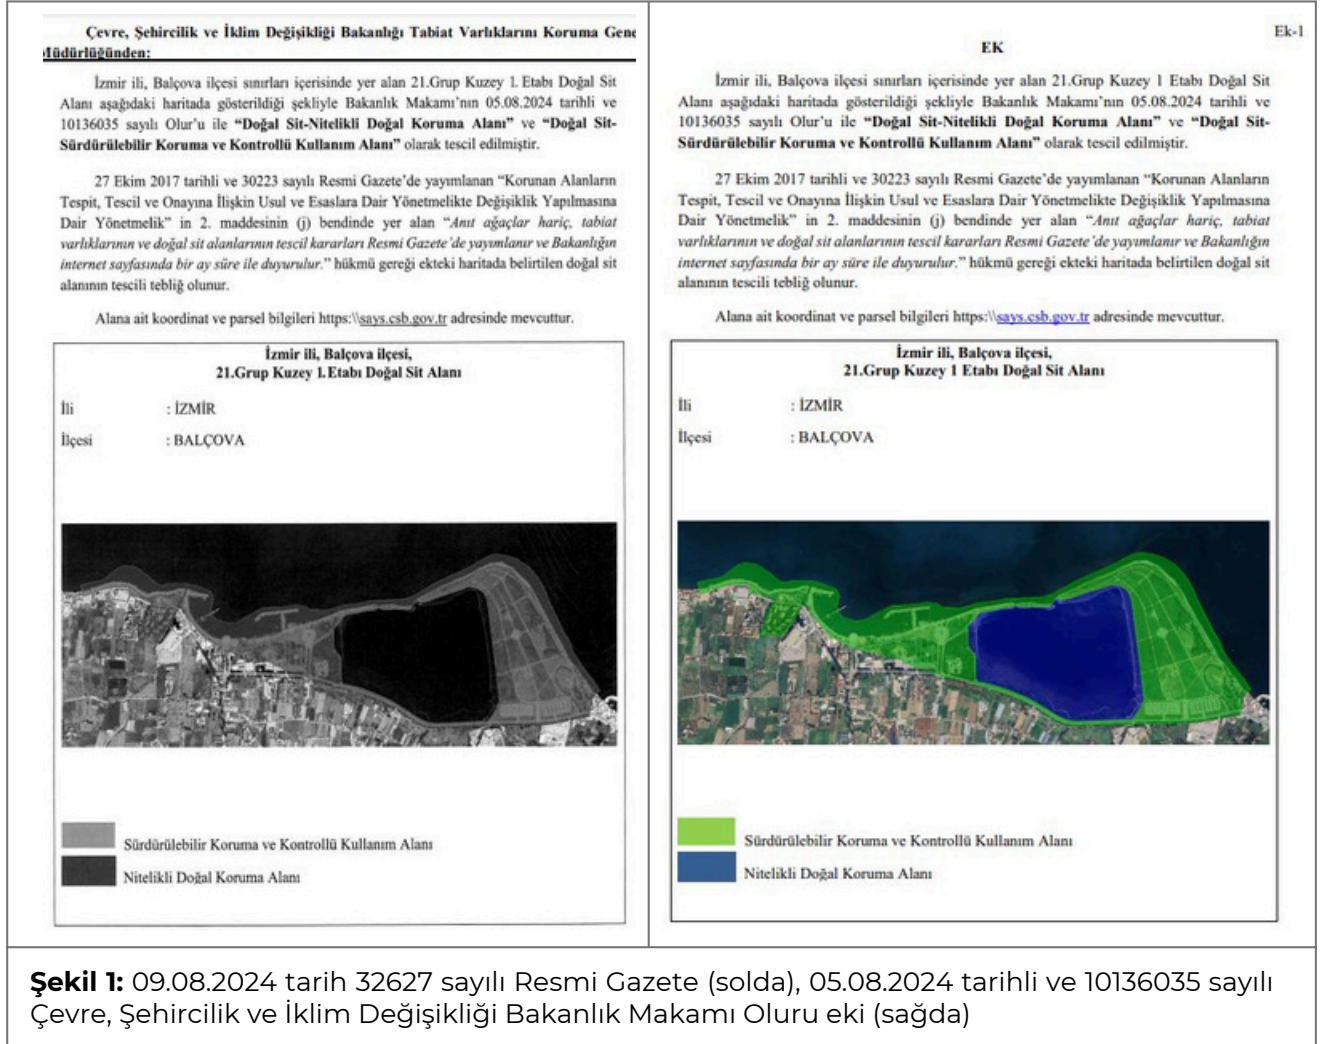 Çevre, Şehircilik ve İklim Değişikliği Bakanlığı Tabiat Varlıklarını Koruma Gene
Müdürlüğünden:
İzmir ili, Balçova ilçesi sınırları içerisinde yer alan 21.Grup Kuzey 1. Etabı Doğal Sit
Alanı aşağıdaki haritada gösterildiği şekliyle Bakanlık Makamı'nın 05.08.2024 tarihli ve
10136035 sayılı Olur'u ile “Doğal Sit-Nitelikli Doğal Koruma Alanı” ve “Doğal Sit-
Sürdürülebilir Koruma ve Kontrollü Kullanım Alanı” olarak tescil edilmiştir.
27 Ekim 2017 tarihli ve 30223 sayılı Resmi Gazete'de yayımlanan “Korunan Alanların
Tespit, Tescil ve Onayına İlişkin Usul ve Esaslara Dair Yönetmelikte Değişiklik Yapılmasına
Dair Yönetmelik” in 2. maddesinin (j) bendinde yer alan “Anıt ağaçlar hariç, tabiat
varlıklarının ve doğal sit alanlarının tescil kararları Resmi Gazete'de yayımlanır ve Bakanlığın
internet sayfasında bir ay süre ile duyurulur.” hükmü gereği ekteki haritada belirtilen doğal sit
alanının tescili tebliğ olunur.
Alana ait koordinat ve parsel bilgileri https:\\says.csb.gov.tr adresinde mevcuttur.
İzmir ili, Balçova ilçesi,
21.Grup Kuzey 1.Etabı Doğal Sit Alanı
İli : İZMİR
İlçesi : BALÇOVA
Sürdürülebilir Koruma ve Kontrollü Kullanım Alanı
Nitelikli Doğal Koruma Alanı
Ek-1
EK
İzmir ili, Balçova ilçesi sınırları içerisinde yer alan 21.Grup Kuzey 1 Etabı Doğal Sit
Alanı aşağıdaki haritada gösterildiği şekliyle Bakanlık Makamı'nın 05.08.2024 tarihli ve
10136035 sayılı Olur'u ile “Doğal Sit-Nitelikli Doğal Koruma Alanı” ve “Doğal Sit-
Sürdürülebilir Koruma ve Kontrollü Kullanım Alanı” olarak tescil edilmiştir.
27 Ekim 2017 tarihli ve 30223 sayılı Resmi Gazete'de yayımlanan “Korunan Alanların
Tespit, Tescil ve Onayına İlişkin Usul ve Esaslara Dair Yönetmelikte Değişiklik Yapılmasına
Dair Yönetmelik” in 2. maddesinin (j) bendinde yer alan “Anıt ağaçlar hariç, tabiat
varlıklarının ve doğal sit alanlarının tescil kararları Resmi Gazete'de yayımlanır ve Bakanlığın
internet sayfasında bir ay süre ile duyurulur.” hükmü gereği ekteki haritada belirtilen doğal sit
alanının tescili tebliğ olunur.
Alana ait koordinat ve parsel bilgileri https:\\says.csb.gov.tr adresinde mevcuttur.
İzmir ili, Balçova ilçesi,
21.Grup Kuzey 1 Etabı Doğal Sit Alanı
İli : İZMİR
İlçesi : BALÇOVA
Sürdürülebilir Koruma ve Kontrollü Kullanım Alanı
Nitelikli Doğal Koruma Alanı
Şekil 1: 09.08.2024 tarih 32627 sayılı Resmi Gazete (solda), 05.08.2024 tarihli ve 10136035 sayılı
Çevre, Şehircilik ve İklim Değişikliği Bakanlık Makamı Oluru eki (sağda)